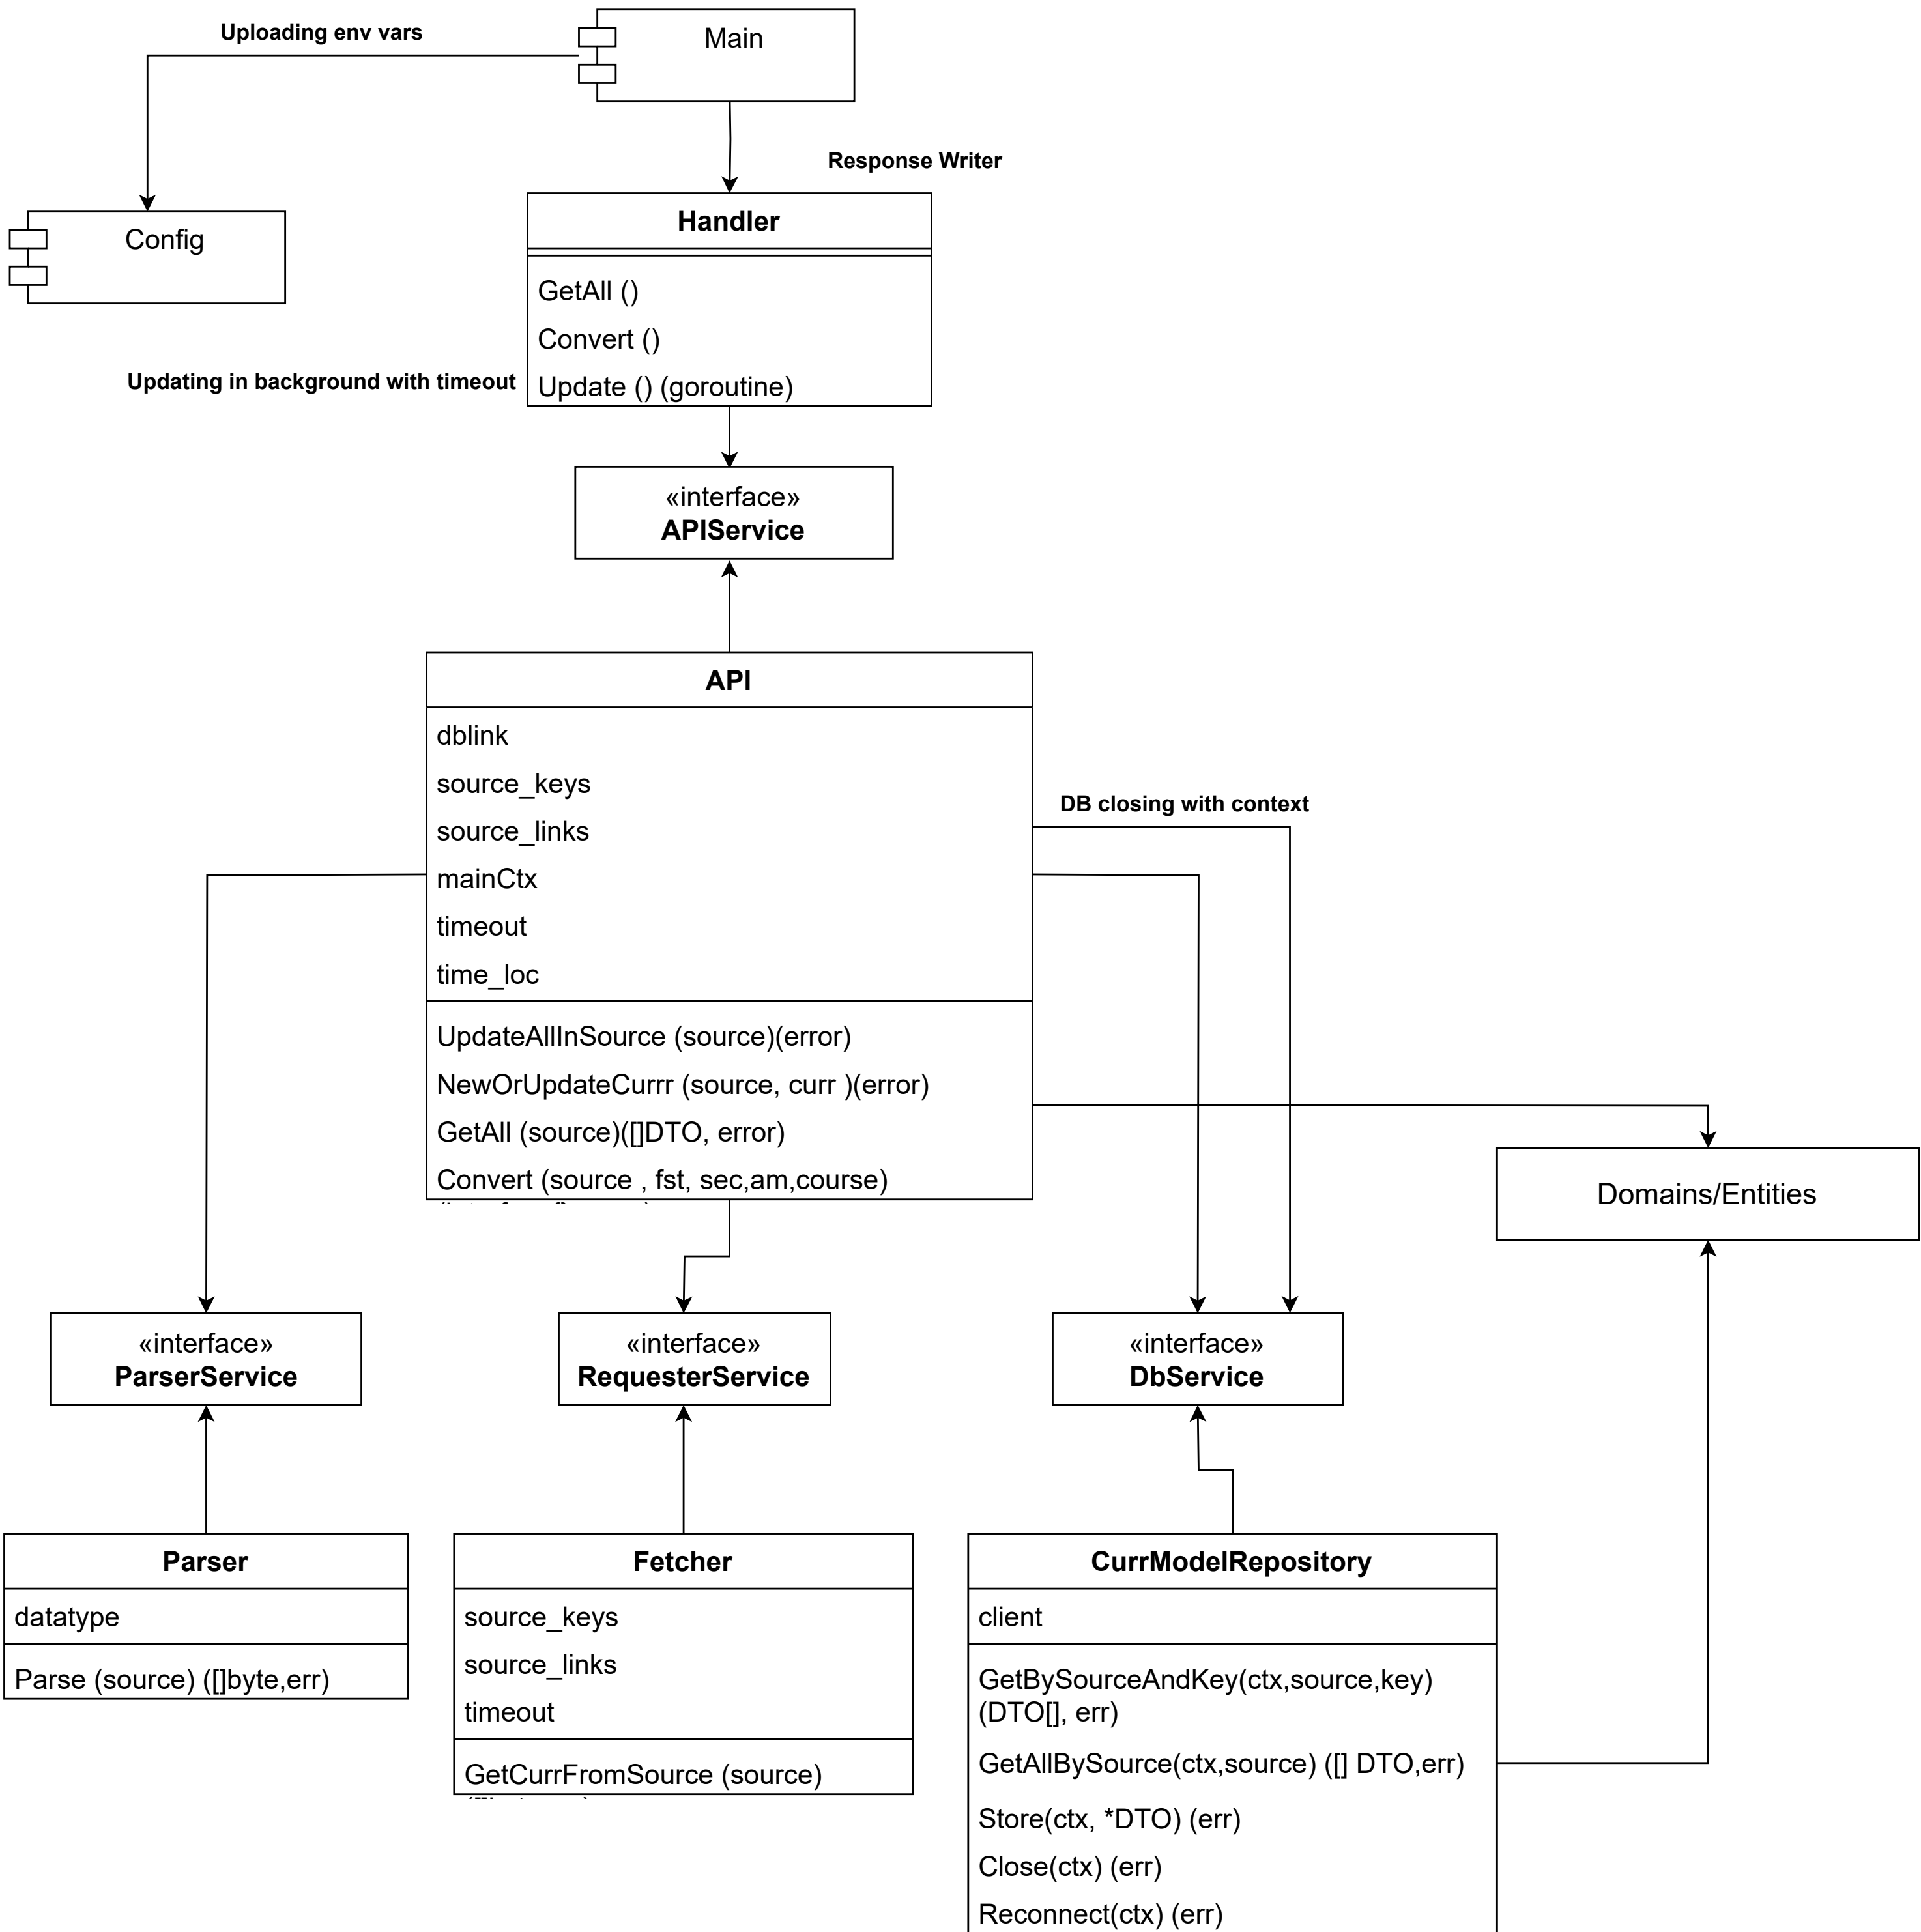 Uploading env vars
Main
Response Writer
Config
Handler
GetAll ()
Convert ()
Updating in background with timeout
Update () (goroutine)
«interface»
APIService
API
dblink
source_keys
source_links
mainCtx
timeout
time_loc
DB closing with context
UpdateAllInSource (source)(error)
NewOrUpdateCurrr (source, curr )(error)
GetAll (source)([]DTO, error)
Convert (source , fst, sec,am,course)
Domains/Entities
«interface»
ParserService
«interface»
RequesterService
«interface»
DbService
Parser
datatype
Parse (source) ([]byte,err)
Fetcher
source_keys
source_links
timeout
GetCurrFromSource (source)
CurrModelRepository
client
GetBySourceAndKey(ctx,source,key)
(DTO[], err)
GetAllBySource(ctx,source) ([] DTO,err)
Store(ctx, *DTO) (err)
Close(ctx) (err)
Reconnect(ctx) (err)